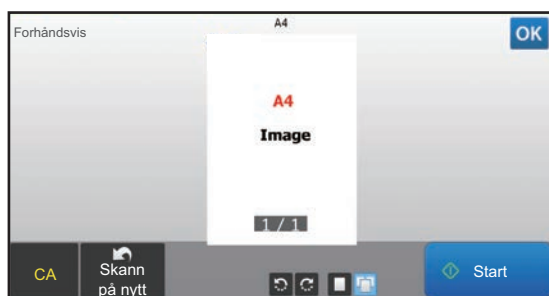 A4
Forhåndsvis
OK
A4
Image
1 / 1
CA
Skann
på nytt
Start